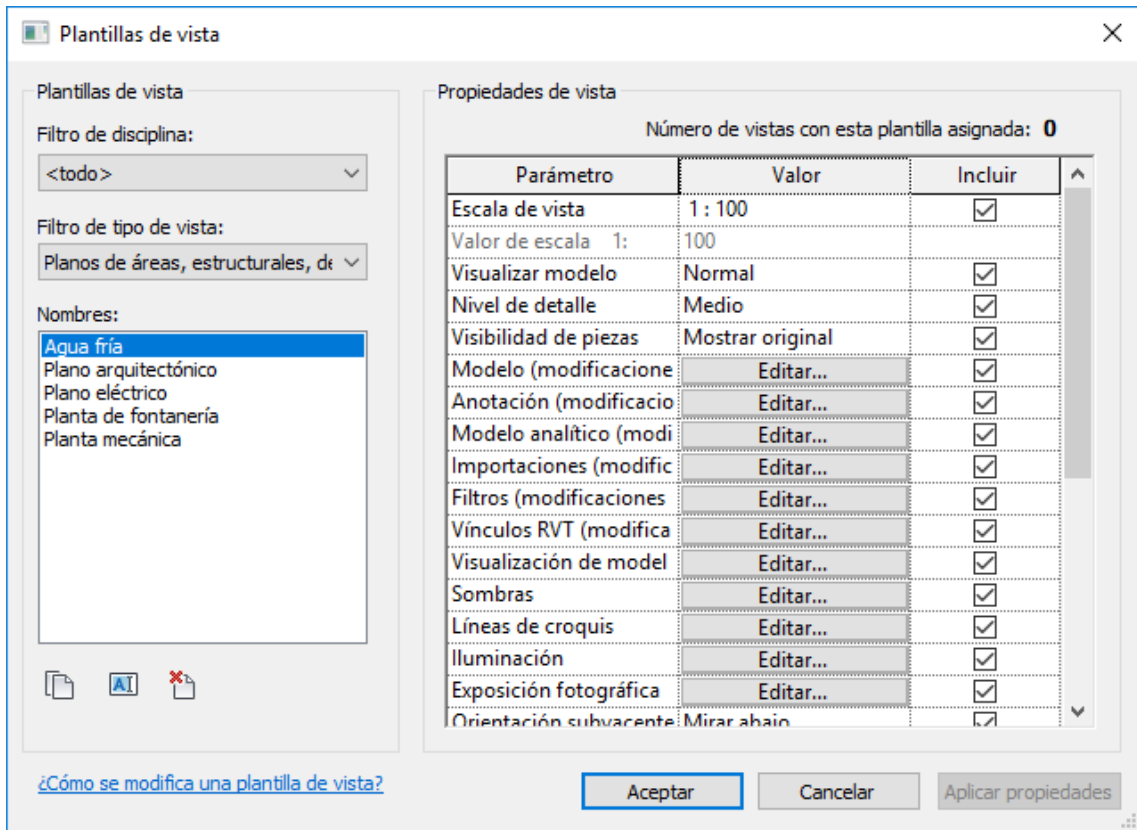 Plantillas de vista
Plantillas de vista
Filtro de disciplina:
<todo>
Filtro de tipo de vista:
Planos de áreas, estructurales, de
Nombres:
Agua fría
Plano arquitectónico
Plano eléctrico
Planta de fontanería
Planta mecánica
AI
¿Cómo se modifica una plantilla de vista?
Propiedades de vista
Número de vistas con esta plantilla asignada: 0
Parámetro Valor Incluir
Escala de vista 1 : 100
Valor de escala 1: 100
Visualizar modelo Normal
Nivel de detalle Medio
Visibilidad de piezas Mostrar original
Modelo (modificacione Editar...
Anotación (modificacio Editar...
Modelo analítico (modi Editar...
Importaciones (modific Editar...
Filtros (modificaciones Editar...
Vínculos RVT (modifica Editar...
Visualización de model Editar...
Sombras Editar...
Líneas de croquis Editar...
Iluminación Editar...
Exposición fotográfica Editar...
Orientación subyacente Mirar abajo
Aceptar Cancelar Aplicar propiedades